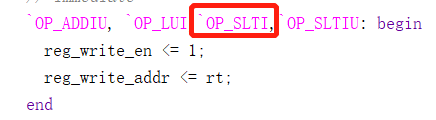 // immediate
`OP_ADDIU, `OP_LUI,`OP_SLTI,`OP_SLTIU: begin
reg_write_en <= 1;
reg_write_addr <= rt;
end